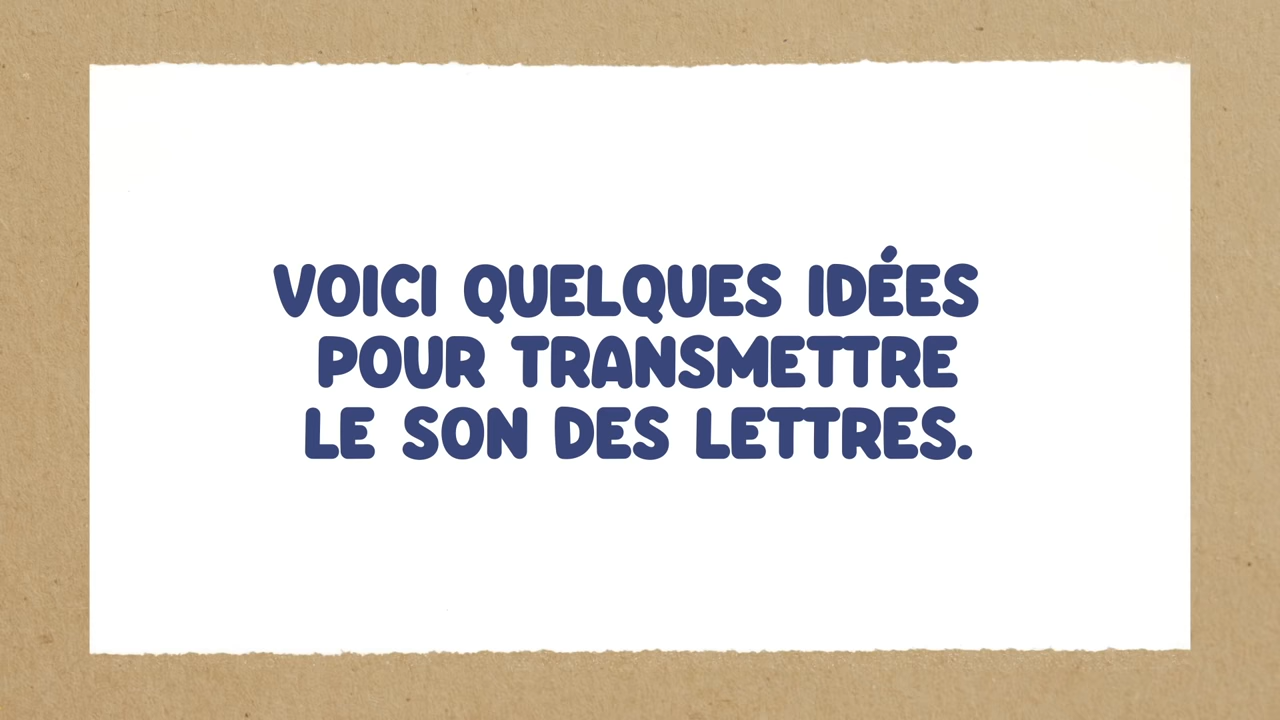 VOICI QUELQUES IDÉES
POUR TRANSMETTRE
LE SON DES LETTRES.